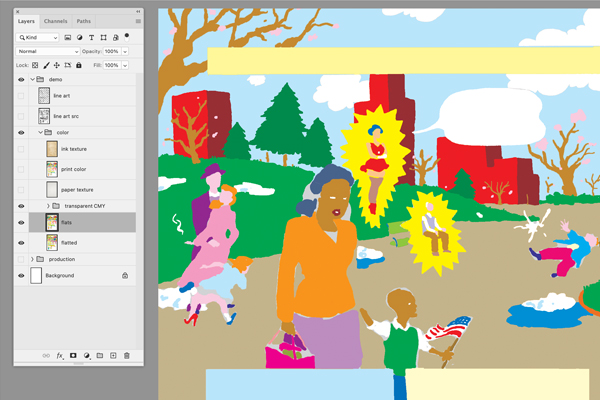 Layers Channels Paths
Kind
Normal Opacity: 100%
Lock: Fill: 100%
demo
line art
line art src
color
ink texture
print color
paper texture
transparent CMY
flats
flatted
production
Background
fx